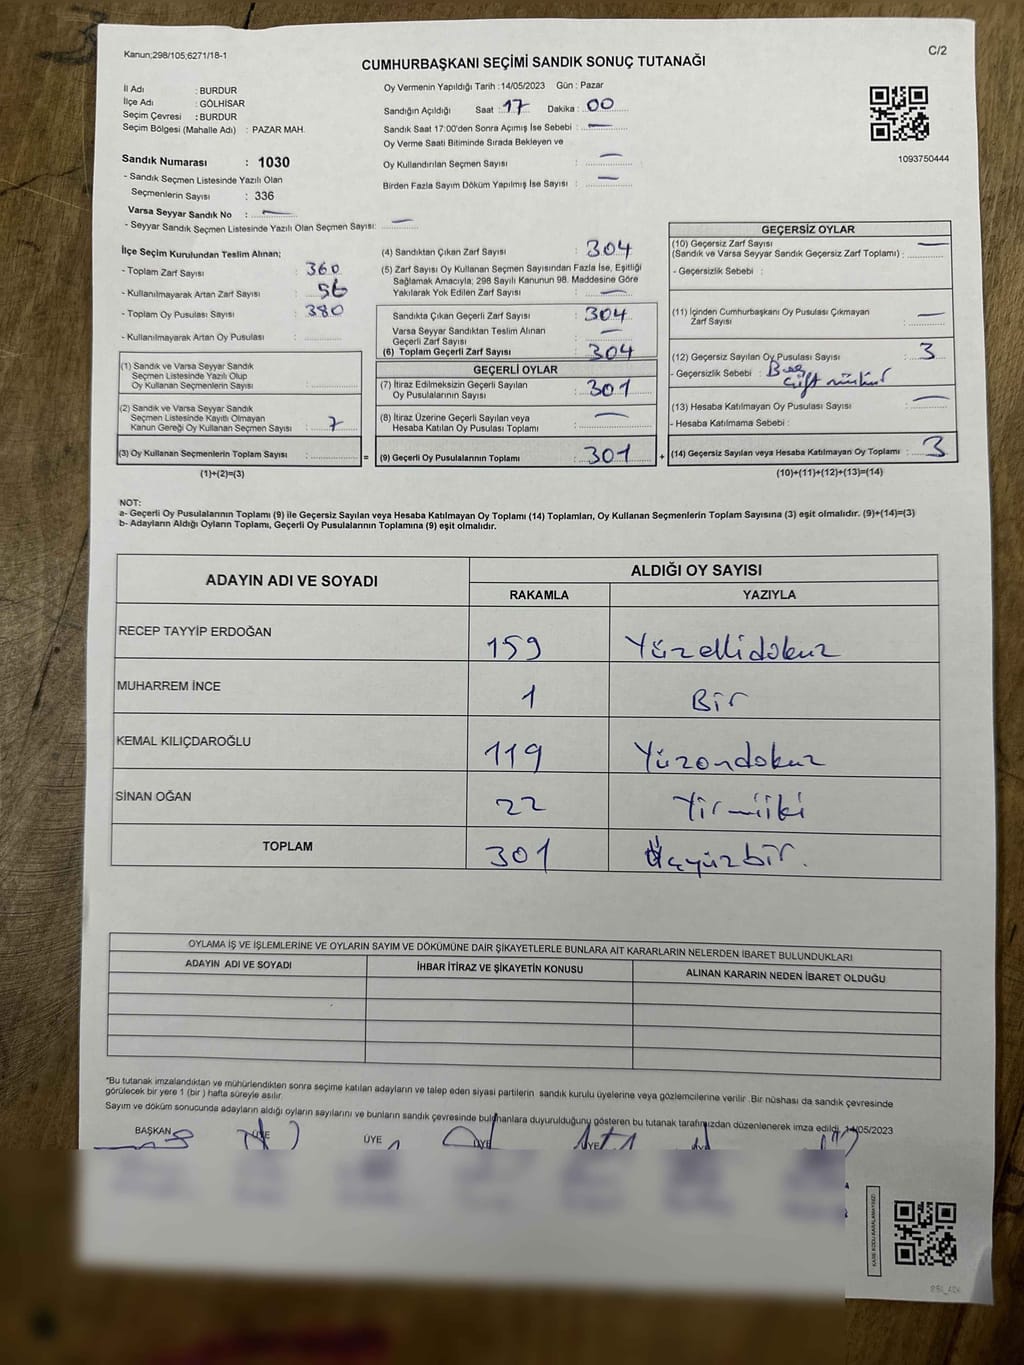 Kanun;298/105;6271/18-1
C/2
CUMHURBAŞKANI SEÇİMİ SANDIK SONUÇ TUTANAĞI
İl Adı : BURDUR
İlçe Adı : GÖLHİSAR
Seçim Çevresi : BURDUR
Seçim Bölgesi (Mahalle Adı) : PAZAR MAH.
Oy Vermenin Yapıldığı Tarih :14/05/2023 Gün : Pazar
Sandığın Açıldığı Saat : 17 Dakika : 00
Sandık Saat 17:00'den Sonra Açımış İse Sebebi : —
Oy Verme Saati Bitiminde Sırada Bekleyen ve
Oy Kullandırılan Seçmen Sayısı : —
Birden Fazla Sayım Döküm Yapılmış İse Sayısı : —
1093750444
Sandık Numarası : 1030
- Sandık Seçmen Listesinde Yazılı Olan
Seçmenlerin Sayısı : 336
Varsa Seyyar Sandık No : —
- Seyyar Sandık Seçmen Listesinde Yazılı Olan Seçmen Sayısı: —
İlçe Seçim Kurulundan Teslim Alınan;
- Toplam Zarf Sayısı : 360
- Kullanılmayarak Artan Zarf Sayısı : 56
- Toplam Oy Pusulası Sayısı : 380
- Kullanılmayarak Artan Oy Pusulası :
(1) Sandık ve Varsa Seyyar Sandık
Seçmen Listesinde Yazılı Olup
Oy Kullanan Seçmenlerin Sayısı :
(2) Sandık ve Varsa Seyyar Sandık
Seçmen Listesinde Kayıtlı Olmayan
Kanun Gereği Oy Kullanan Seçmen Sayısı : 7
(3) Oy Kullanan Seçmenlerin Toplam Sayısı :
(1)+(2)=(3)
=
(4) Sandıktan Çıkan Zarf Sayısı : 304
(5) Zarf Sayısı Oy Kullanan Seçmen Sayısından Fazla İse, Eşitliği
Sağlamak Amacıyla; 298 Sayılı Kanunun 98. Maddesine Göre
Yakılarak Yok Edilen Zarf Sayısı : —
Sandıkta Çıkan Geçerli Zarf Sayısı : 304
Varsa Seyyar Sandıktan Teslim Alınan
Geçerli Zarf Sayısı : —
(6) Toplam Geçerli Zarf Sayısı : 304
GEÇERLİ OYLAR
(7) İtiraz Edilmeksizin Geçerli Sayılan
Oy Pusulalarının Sayısı : 301
(8) İtiraz Üzerine Geçerli Sayılan veya
Hesaba Katılan Oy Pusulası Toplamı : —
(9) Geçerli Oy Pusulalarının Toplamı : 301
+
GEÇERSİZ OYLAR
(10) Geçersiz Zarf Sayısı
(Sandık ve Varsa Seyyar Sandık Geçersiz Zarf Toplamı) : —
- Geçersizlik Sebebi :
(11) İçinden Cumhurbaşkanı Oy Pusulası Çıkmayan
Zarf Sayısı : —
(12) Geçersiz Sayılan Oy Pusulası Sayısı : 3
- Geçersizlik Sebebi : çift mühür
(13) Hesaba Katılmayan Oy Pusulası Sayısı : —
- Hesaba Katılmama Sebebi :
(14) Geçersiz Sayılan veya Hesaba Katılmayan Oy Toplamı : 3
(10)+(11)+(12)+(13)=(14)
NOT:
a- Geçerli Oy Pusulalarının Toplamı (9) ile Geçersiz Sayılan veya Hesaba Katılmayan Oy Toplamı (14) Toplamları, Oy Kullanan Seçmenlerin Toplam Sayısına (3) eşit olmalıdır. (9)+(14)=(3)
b- Adayların Aldığı Oyların Toplamı, Geçerli Oy Pusulalarının Toplamına (9) eşit olmalıdır.
ADAYIN ADI VE SOYADI
ALDIĞI OY SAYISI
RAKAMLA YAZIYLA
RECEP TAYYİP ERDOĞAN 159 Yüzellidokuz
MUHARREM İNCE 1 Bir
KEMAL KILIÇDAROĞLU 119 Yüzondokuz
SİNAN OĞAN 22 Yirmiiki
TOPLAM 301 Üçyüzbir.
OYLAMA İŞ VE İŞLEMLERİNE VE OYLARIN SAYIM VE DÖKÜMÜNE DAİR ŞİKAYETLERLE BUNLARA AİT KARARLARIN NELERDEN İBARET BULUNDUKLARI
ADAYIN ADI VE SOYADI İHBAR İTİRAZ VE ŞİKAYETİN KONUSU ALINAN KARARIN NEDEN İBARET OLDUĞU
*Bu tutanak imzalandıktan ve mühürlendikten sonra seçime katılan adayların ve talep eden siyasi partilerin sandık kurulu üyelerine veya gözlemcilerine verilir .Bir nüshası da sandık çevresinde
görülecek bir yere 1 (bir ) hafta süreyle asılır.
Sayım ve döküm sonucunda adayların aldığı oyların sayılarını ve bunların sandık çevresinde bulunanlara duyurulduğunu gösteren bu tutanak tarafımızdan düzenlenerek imza edildi. 14/05/2023
BAŞKAN ÜYE ÜYE ÜYE ÜYE